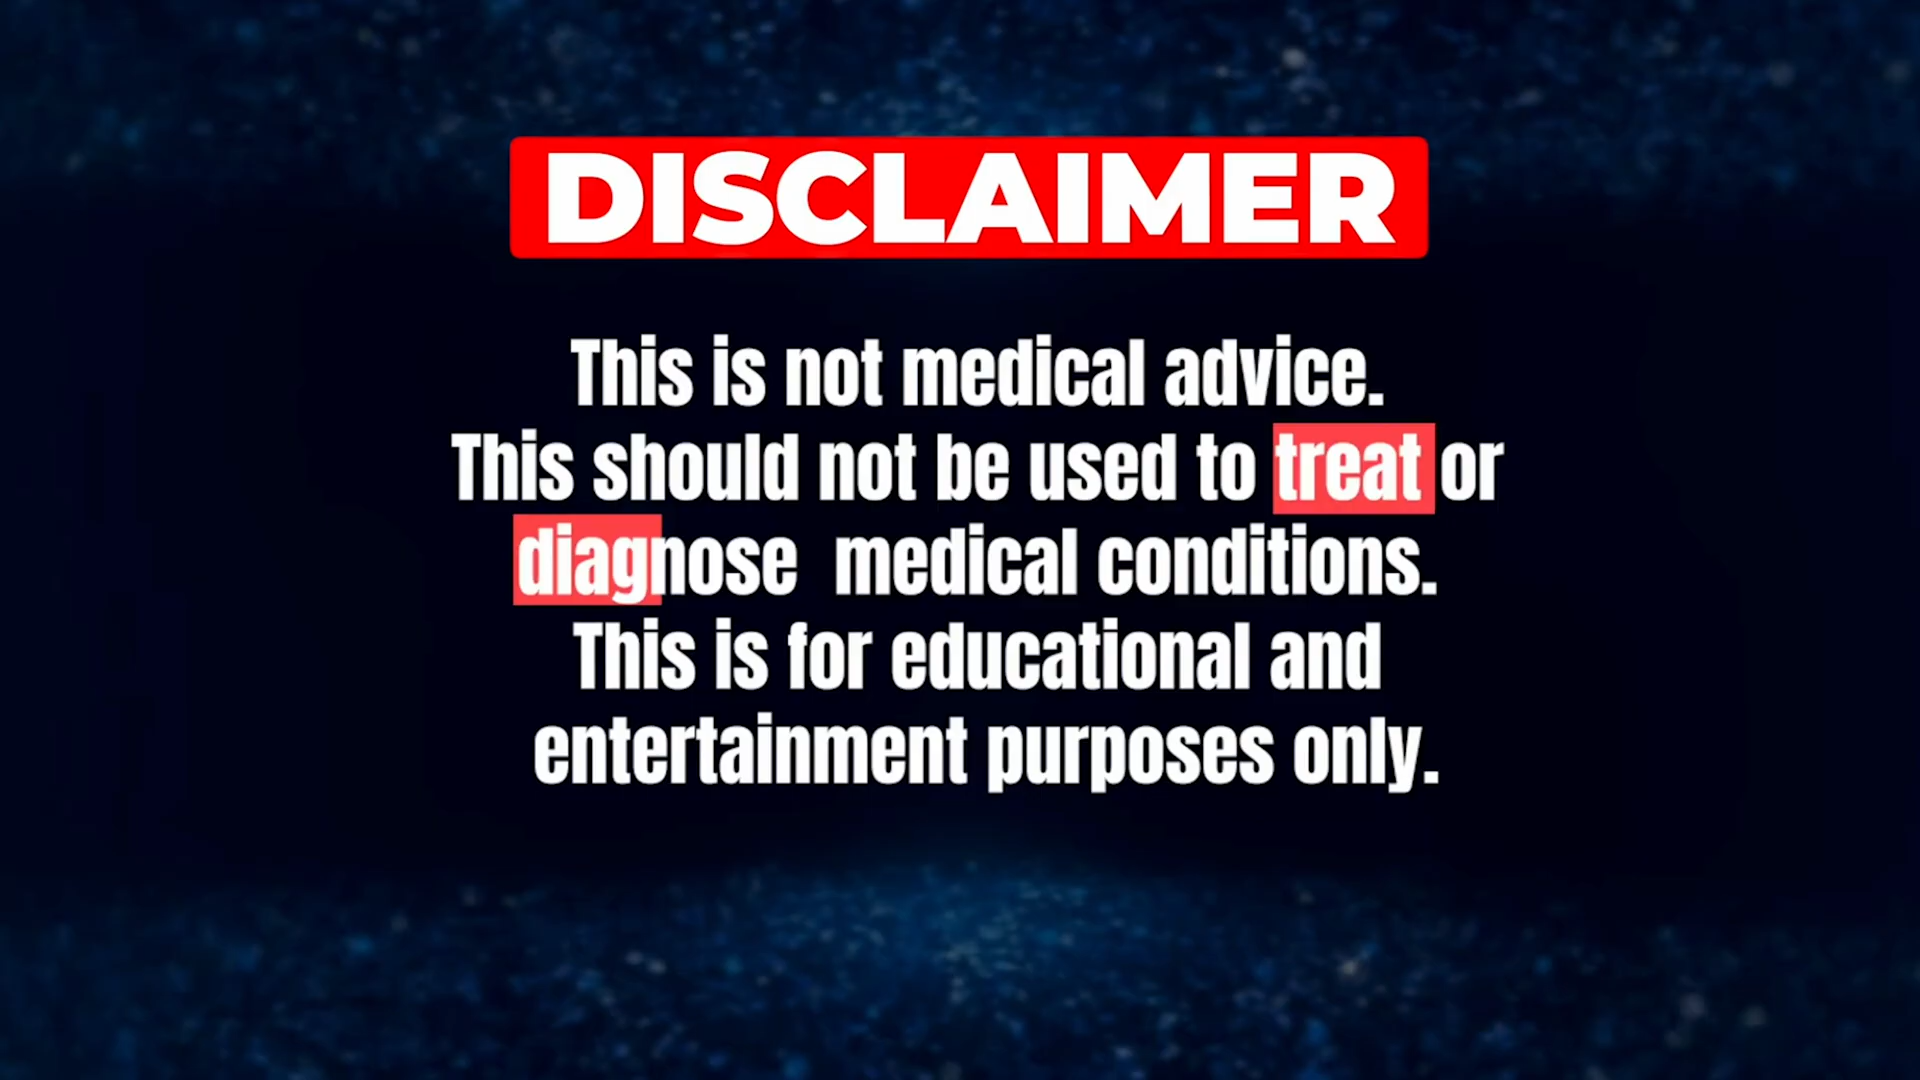 DISCLAIMER
This is not medical advice.
This should not be used to treat or
diagnose  medical conditions.
This is for educational and
entertainment purposes only.